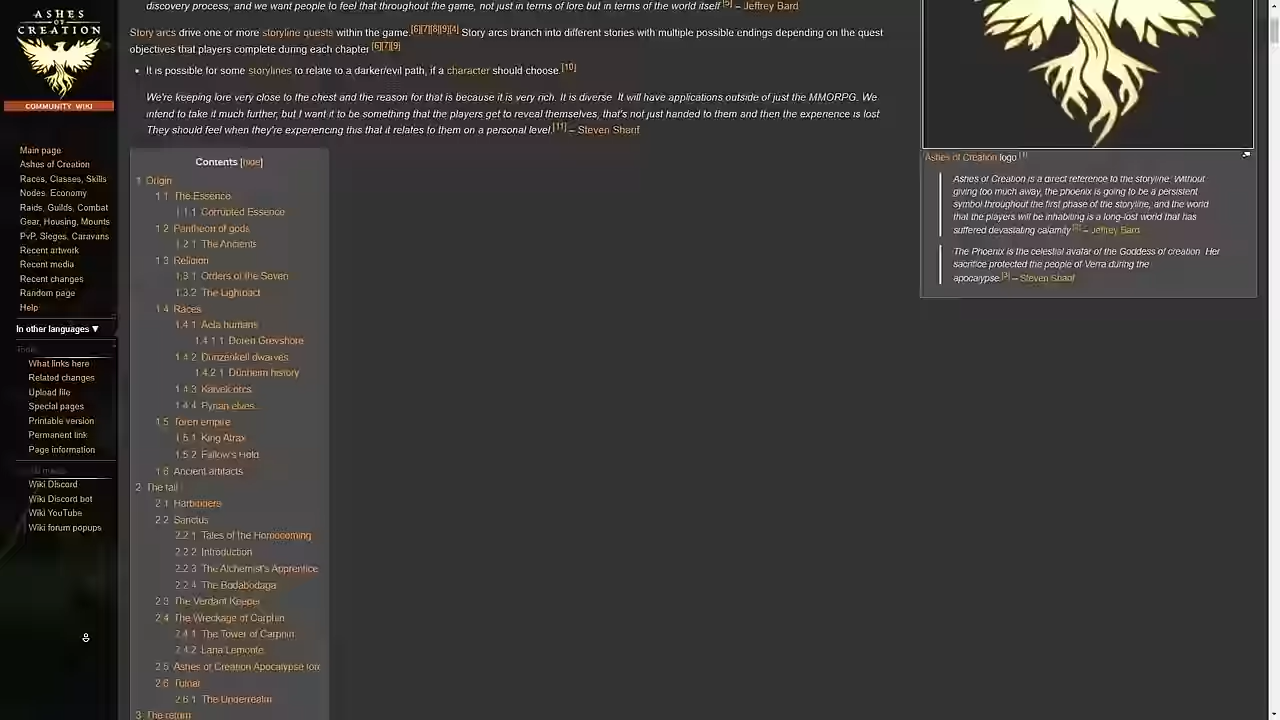 ASHES
OF
CREATION
COMMUNITY WIKI
Main page
Ashes of Creation
Races, Classes, Skills
Nodes, Economy
Raids, Guilds, Combat
Gear, Housing, Mounts
PvP, Sieges, Caravans
Recent artwork
Recent media
Recent changes
Random page
Help
In other languages ▼
Tools
What links here
Related changes
Upload file
Special pages
Printable version
Permanent link
Page information
Wiki Discord
Wiki Discord bot
Wiki YouTube
Wiki forum popups
discovery process, and we want people to feel that throughout the game, not just in terms of lore but in terms of the world itself.[5] – Jeffrey Bard
Story arcs drive one or more storyline quests within the game.[6][7][8][9][4] Story arcs branch into different stories with multiple possible endings depending on the quest
objectives that players complete during each chapter.[6][7][9]
• It is possible for some storylines to relate to a darker/evil path, if a character should choose.[10]
We're keeping lore very close to the chest and the reason for that is because it is very rich. It is diverse. It will have applications outside of just the MMORPG. We
intend to take it much further, but I want it to be something that the players get to reveal themselves, that's not just handed to them and then the experience is lost.
They should feel when they're experiencing this that it relates to them on a personal level.[11] – Steven Sharif
Contents [hide]
1 Origin
1.1 The Essence
1.1.1 Corrupted Essence
1.2 Pantheon of gods
1.2.1 The Ancients
1.3 Religion
1.3.1 Orders of the Seven
1.3.2 The Lightpact
1.4 Races
1.4.1 Aela humans
1.4.1.1 Doren Greyshore
1.4.2 Dunzenkell dwarves
1.4.2.1 Dünheim history
1.4.3 Kaivek orcs
1.4.4 Pyrian elves
1.5 Toren empire
1.5.1 King Atrax
1.5.2 Fallow's Hold
1.6 Ancient artifacts
2 The fall
2.1 Harbingers
2.2 Sanctus
2.2.1 Tales of the Homecoming
2.2.2 Introduction
2.2.3 The Alchemist's Apprentice
2.2.4 The Bodabodaga
2.3 The Verdant Keeper
2.4 The Wreckage of Carphin
2.4.1 The Tower of Carphin
2.4.2 Lana Lemonte
2.5 Ashes of Creation Apocalypse lore
2.6 Tulnar
2.6.1 The Underrealm
3 The return
Ashes of Creation logo.[1]
Ashes of Creation is a direct reference to the storyline. Without
giving too much away, the phoenix is going to be a persistent
symbol throughout the first phase of the storyline, and the world
that the players will be inhabiting is a long-lost world that has
suffered devastating calamity.[2] – Jeffrey Bard
The Phoenix is the celestial avatar of the Goddess of creation. Her
sacrifice protected the people of Verra during the
apocalypse.[3] – Steven Sharif